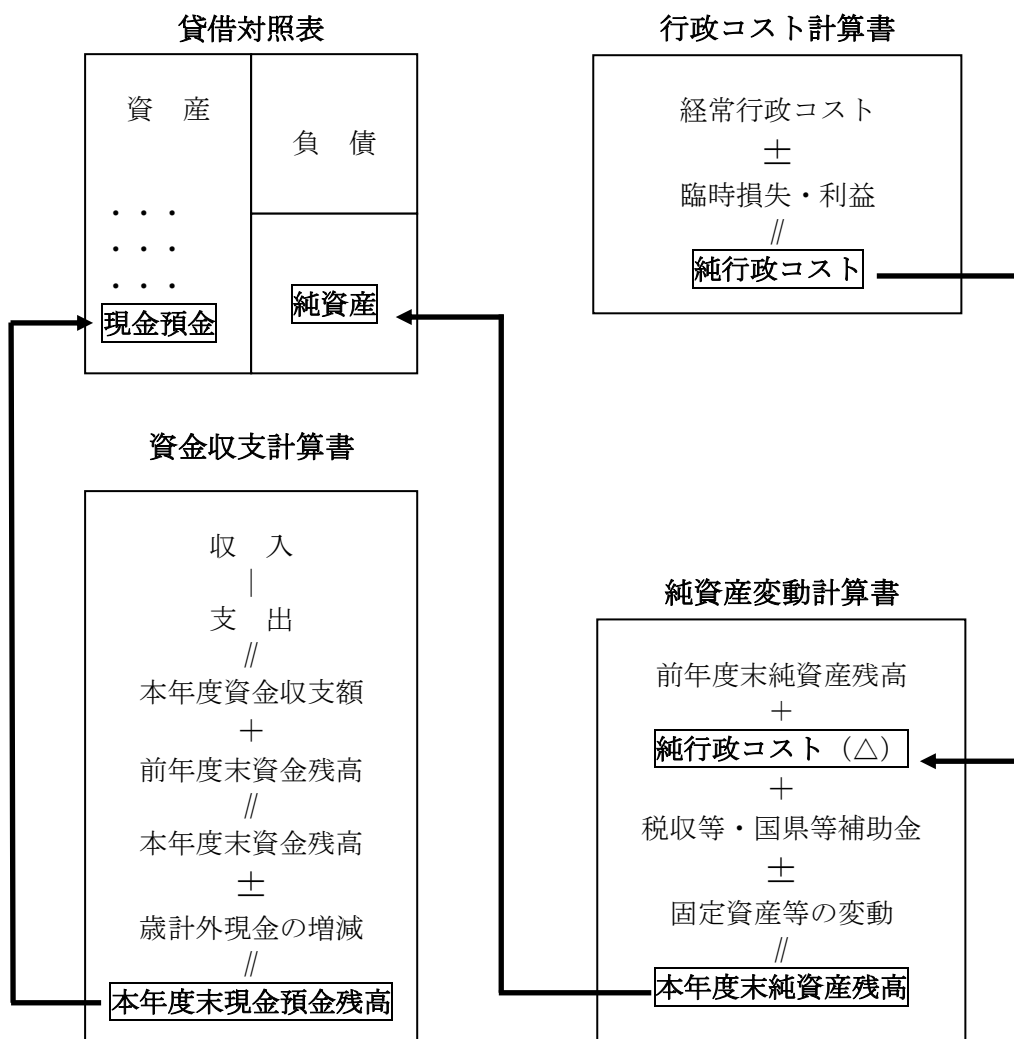 貸借対照表
資　産
負　債
・・・
・・・
・・・
現金預金
純資産
行政コスト計算書
経常行政コスト
±
臨時損失・利益
//
純行政コスト
資金収支計算書
収　入
|
支　出
//
本年度資金収支額
＋
前年度末資金残高
//
本年度末資金残高
±
歳計外現金の増減
//
本年度末現金預金残高
純資産変動計算書
前年度末純資産残高
＋
純行政コスト（△）
＋
税収等・国県等補助金
±
固定資産等の変動
//
本年度末純資産残高